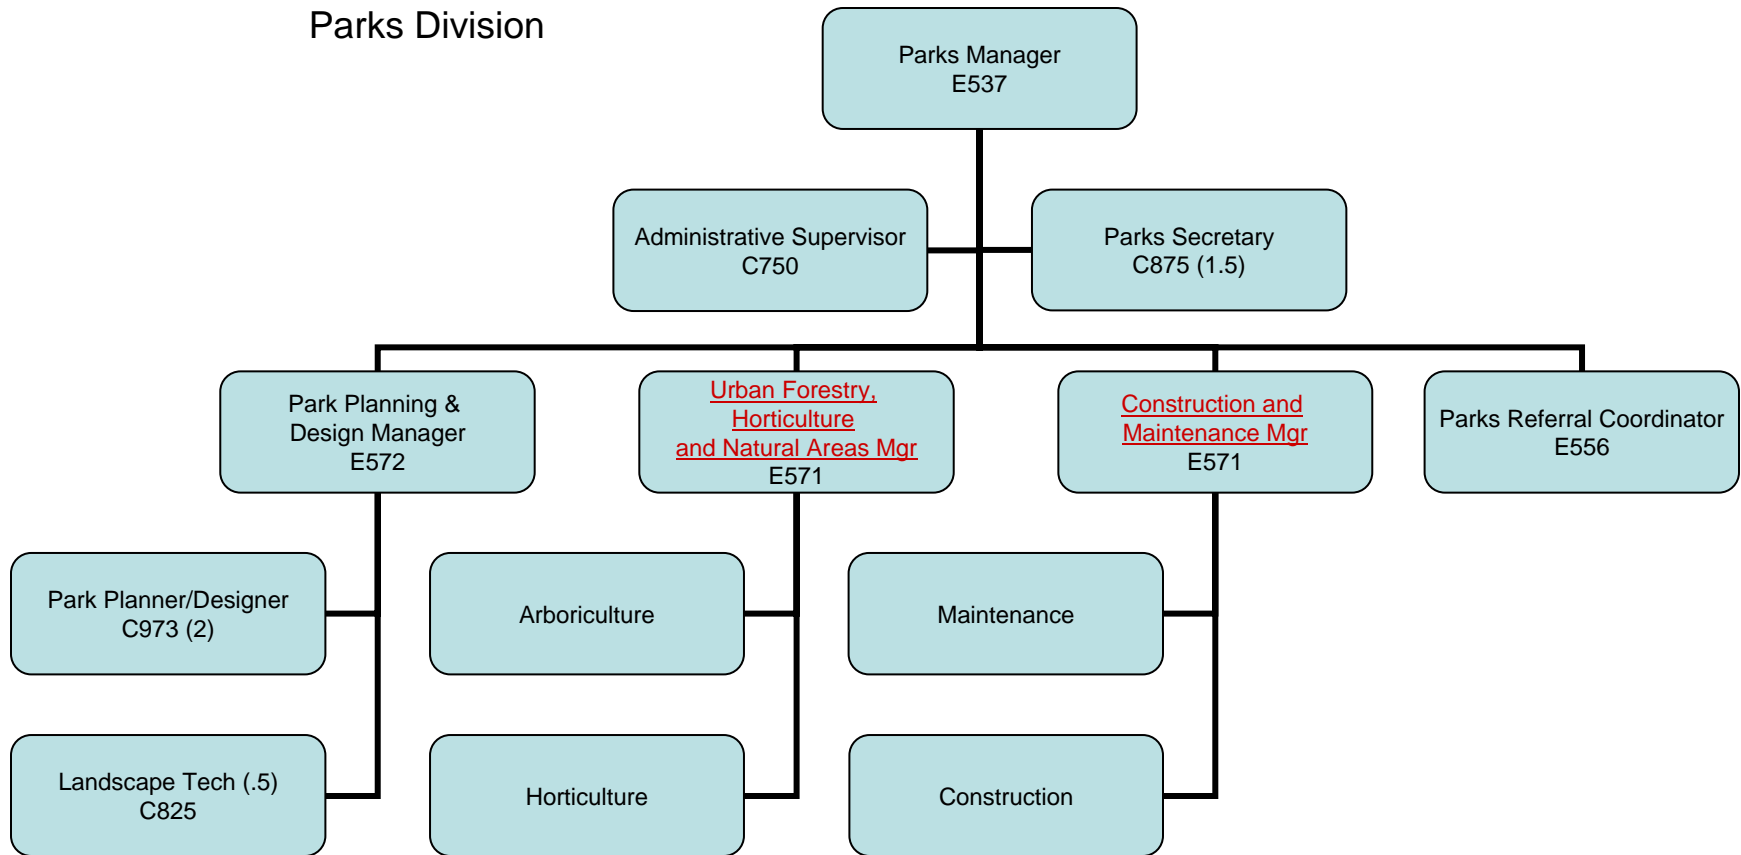 Parks Division
Parks Manager
E537
Administrative Supervisor
C750
Parks Secretary
C875 (1.5)
Park Planning &
Design Manager
E572
Urban Forestry,
Horticulture
and Natural Areas Mgr
E571
Construction and
Maintenance Mgr
E571
Parks Referral Coordinator
E556
Park Planner/Designer
C973 (2)
Arboriculture
Maintenance
Landscape Tech (.5)
C825
Horticulture
Construction